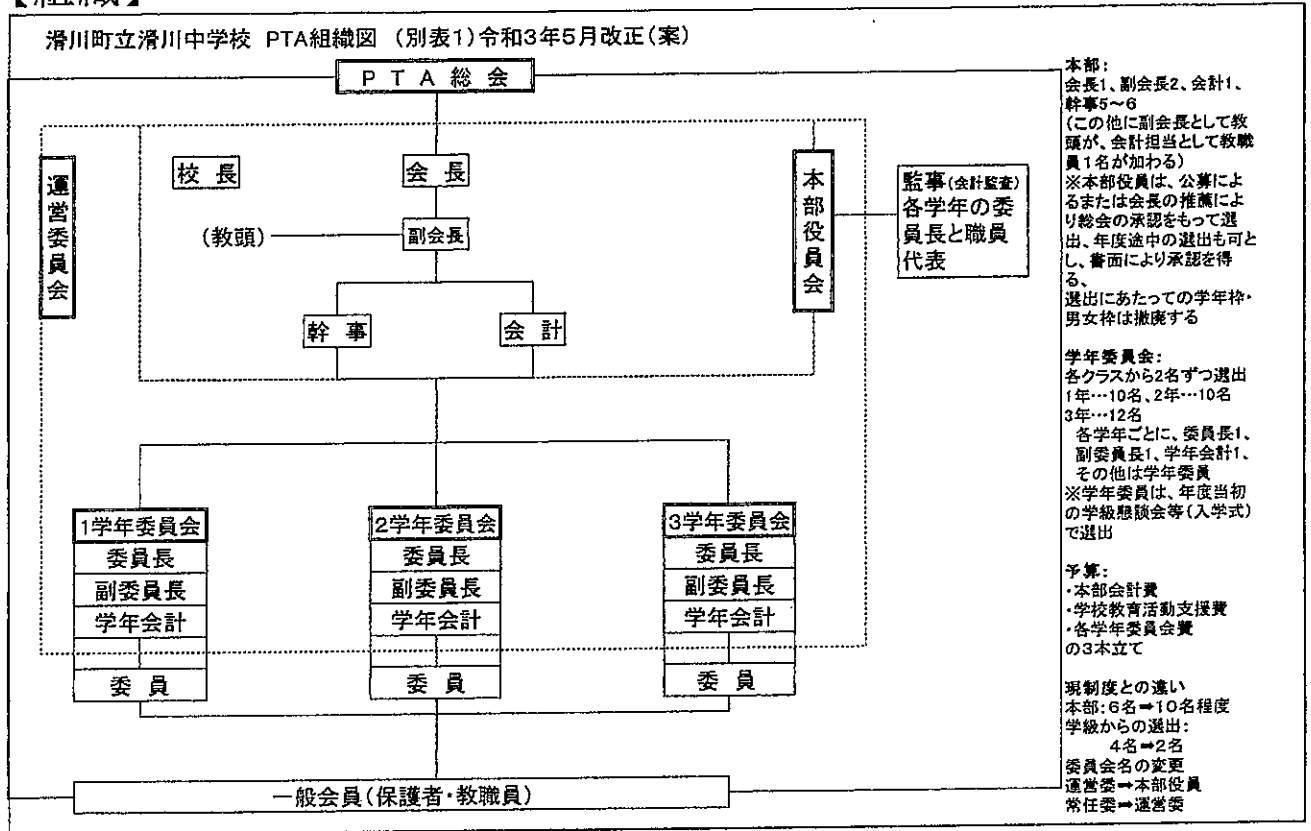 【組織】
滑川町立滑川中学校 PTA組織図 (別表1)令和3年5月改正(案)
PTA総会
運営委員会
校長
会長
(教頭)
副会長
幹事
会計
本部役員会
監事(会計監査)
各学年の委
員長と職員
代表
1学年委員会
委員長
副委員長
学年会計
委員
2学年委員会
委員長
副委員長
学年会計
委員
3学年委員会
委員長
副委員長
学年会計
委員
一般会員(保護者・教職員)
本部:
会長1、副会長2、会計1、
幹事5~6
(この他に副会長として教
頭が、会計担当として教職
員1名が加わる)
※本部役員は、公募によ
るまたは会長の推薦によ
り総会の承認をもって選
出、年度途中の選出も可と
し、書面により承認を得
る、
選出にあたっての学年枠・
男女枠は撤廃する
学年委員会:
各クラスから2名ずつ選出
1年…10名、2年…10名
3年…12名
各学年ごとに、委員長1、
副委員長1、学年会計1、
その他は学年委員
※学年委員は、年度当初
の学級懇談会等(入学式)
で選出
予算:
・本部会計費
・学校教育活動支援費
・各学年委員会費
の3本立て
現制度との違い
本部:6名➡10名程度
学級からの選出:
4名➡2名
委員会名の変更
運営委➡本部役員
常任委➡運営委